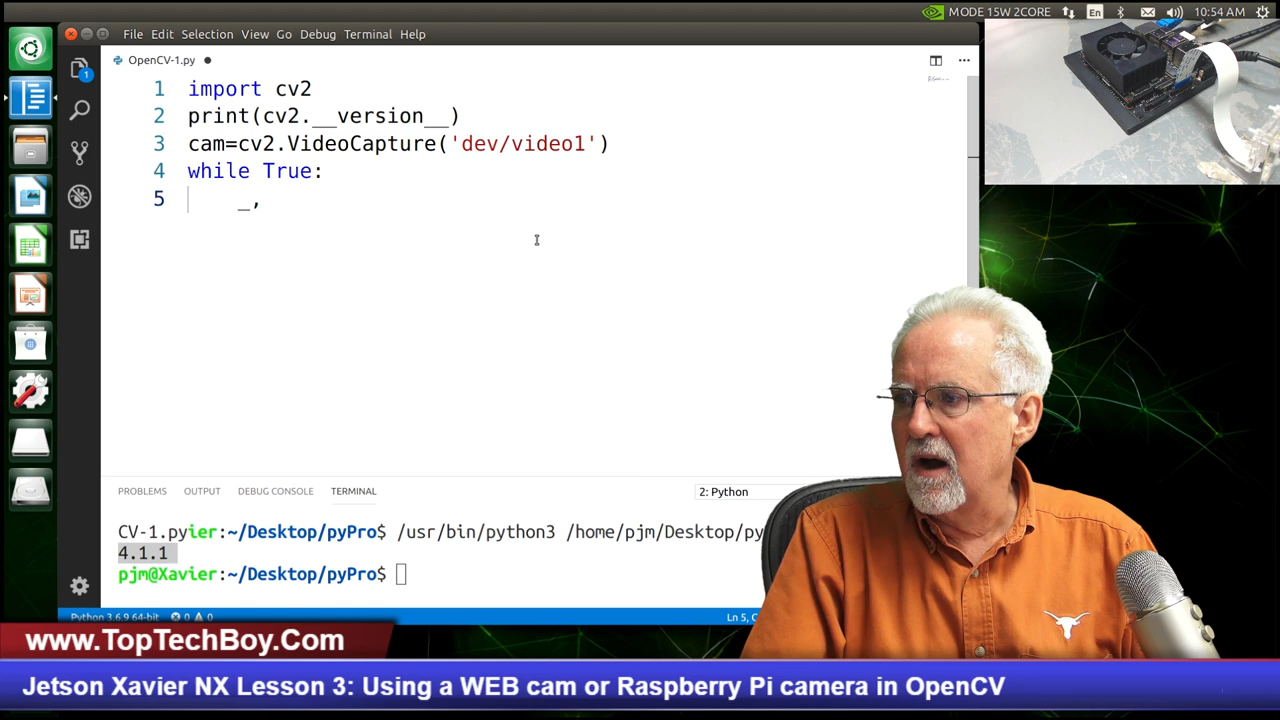 MODE 15W 2CORE En 10:54 AM
File Edit Selection View Go Debug Terminal Help
OpenCV-1.py
1 import cv2
2 print(cv2.__version__)
3 cam=cv2.VideoCapture('dev/video1')
4 while True:
5 _,
1
PROBLEMS OUTPUT DEBUG CONSOLE TERMINAL 2: Python
CV-1.pyier:~/Desktop/pyPro$ /usr/bin/python3 /home/pjm/Desktop/py
4.1.1
pjm@Xavier:~/Desktop/pyPro$
Python 3.6.9 64-bit 0 0 Ln 5,
www.TopTechBoy.Com
Jetson Xavier NX Lesson 3: Using a WEB cam or Raspberry Pi camera in OpenCV